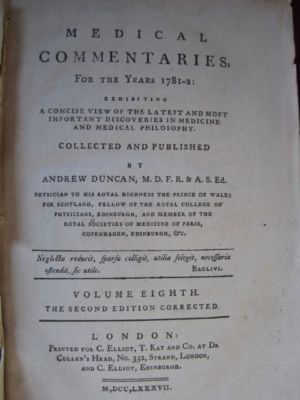 MEDICAL
COMMENTARIES,
FOR THE YEARS 1781-2:
EXHIBITING
A CONCISE VIEW OF THE LATEST AND MOST
IMPORTANT DISCOVERIES IN MEDICINE
AND MEDICAL PHILOSOPHY.
COLLECTED AND PUBLISHED
BY
ANDREW DUNCAN, M. D. F. R. & A. S. Ed.
PHYSICIAN TO HIS ROYAL HIGHNESS THE PRINCE OF WALES
FOR SCOTLAND, FELLOW OF THE ROYAL COLLEGE OF
PHYSICIANS, EDINBURGH, AND MEMBER OF THE
ROYAL SOCIETIES OF MEDICINE OF PARIS,
COPENHAGEN, EDINBURGH, &c.
Neglecta reducit, ſparſa colligit, utilia ſelegit, neceſſaria
oſtendit, ſic utile. BAGLIVI.
VOLUME EIGHTH.
THE SECOND EDITION CORRECTED.
LONDON:
PRINTED FOR C. ELLIOT, T. KAY AND CO. AT DR
CULLEN'S HEAD, No. 332, STRAND, LONDON,
AND C. ELLIOT, EDINBURGH.
M,DCC,LXXXVII.